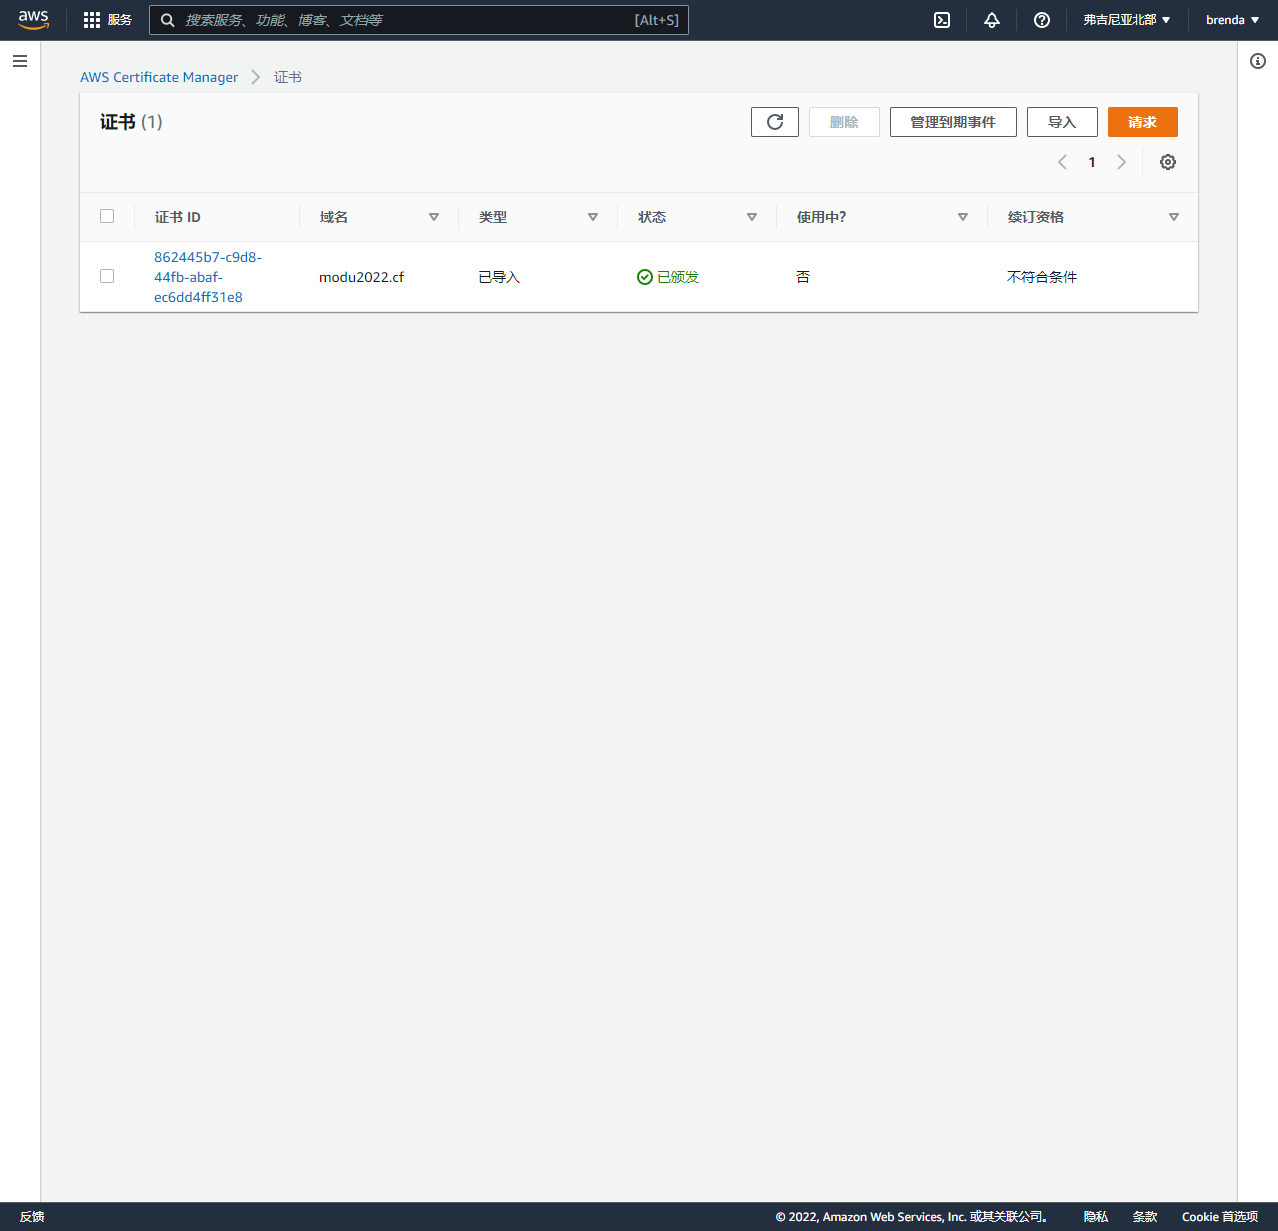 aws 服务 搜索服务、功能、博客、文档等 [Alt+S] 弗吉尼亚北部 brenda
AWS Certificate Manager 证书
证书 (1) 删除 管理到期事件 导入 请求
1
证书 ID 域名 类型 状态 使用中? 续订资格
862445b7-c9d8-
44fb-abaf- modu2022.cf 已导入 已颁发 否 不符合条件
ec6dd4ff31e8
反馈 © 2022, Amazon Web Services, Inc. 或其关联公司。 隐私 条款 Cookie 首选项